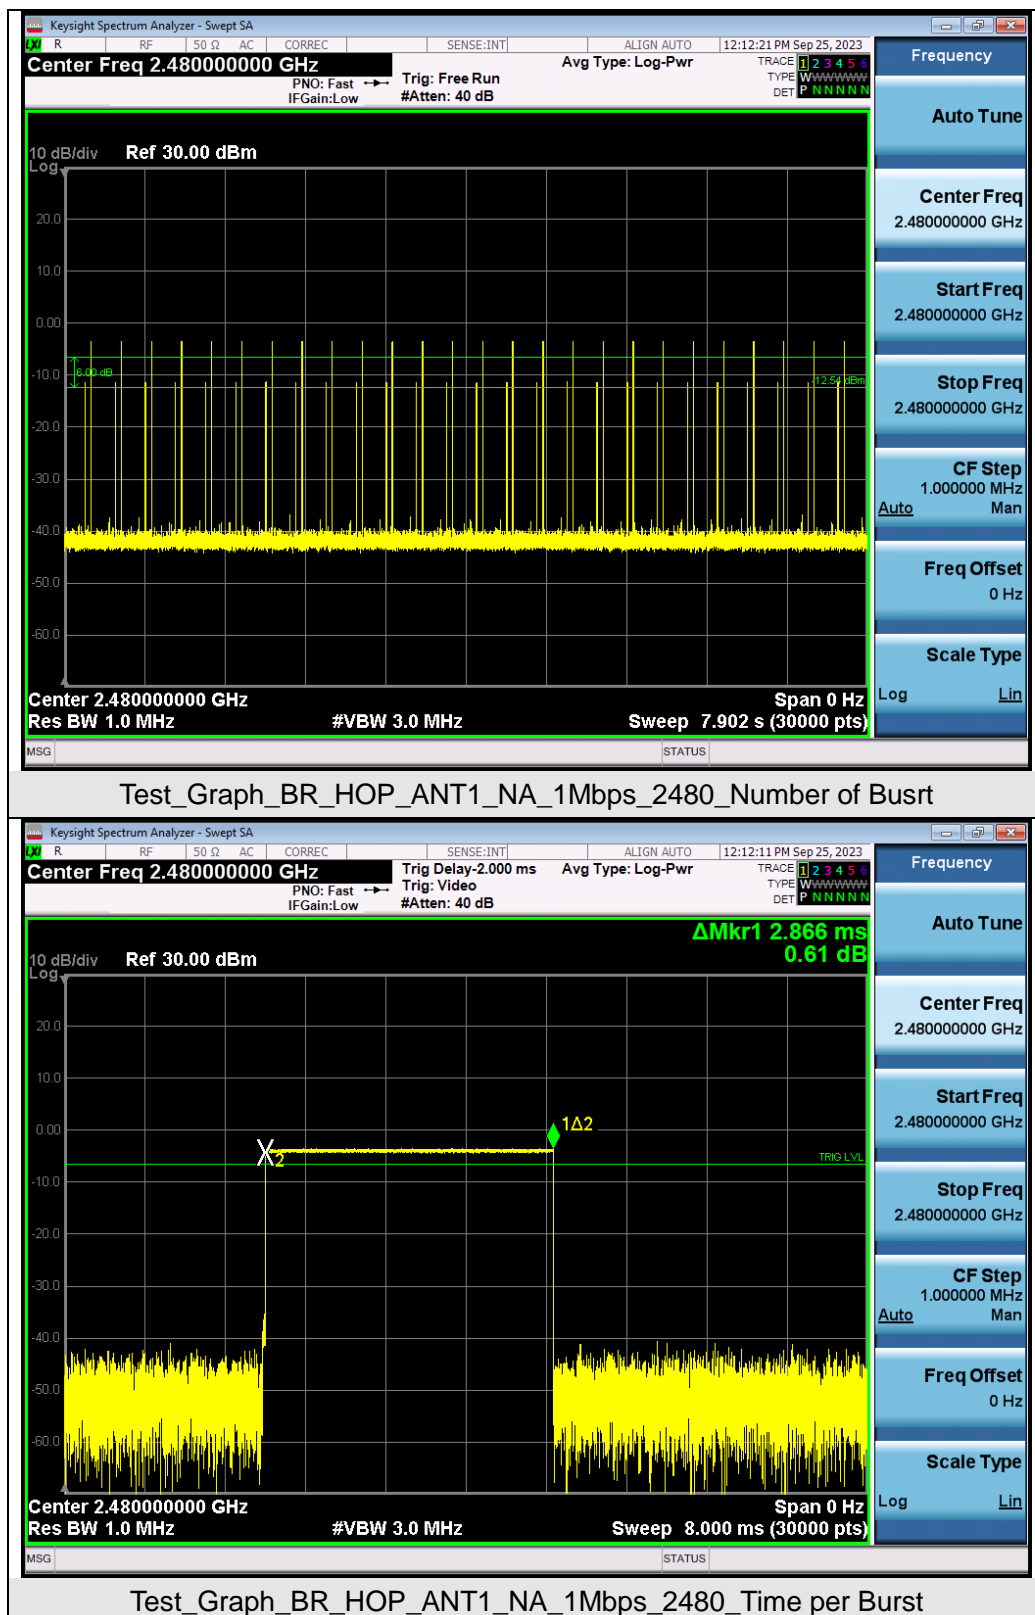 Keysight Spectrum Analyzer - Swept SA
LXI R RF 50 Ω AC CORREC SENSE:INT ALIGN AUTO 12:12:21 PM Sep 25, 2023
Center Freq 2.480000000 GHz
PNO: Fast
IFGain:Low
Trig: Free Run
#Atten: 40 dB
Avg Type: Log-Pwr
TRACE 1 2 3 4 5 6
TYPE WWWWWW
DET P N N N N N
10 dB/div
Log
Ref 30.00 dBm
20.0
10.0
0.00
-10.0
6.00 dB
-12.54 dBm
-20.0
-30.0
-40.0
-50.0
-60.0
Center 2.480000000 GHz
Span 0 Hz
Res BW 1.0 MHz
#VBW 3.0 MHz
Sweep 7.902 s (30000 pts)
MSG
STATUS
Frequency
Auto Tune
Center Freq
2.480000000 GHz
Start Freq
2.480000000 GHz
Stop Freq
2.480000000 GHz
CF Step
1.000000 MHz
Auto Man
Freq Offset
0 Hz
Scale Type
Log Lin
Test_Graph_BR_HOP_ANT1_NA_1Mbps_2480_Number of Busrt
Keysight Spectrum Analyzer - Swept SA
LXI R RF 50 Ω AC CORREC SENSE:INT ALIGN AUTO 12:12:11 PM Sep 25, 2023
Center Freq 2.480000000 GHz
PNO: Fast
IFGain:Low
Trig Delay-2.000 ms
Trig: Video
#Atten: 40 dB
Avg Type: Log-Pwr
TRACE 1 2 3 4 5 6
TYPE WWWWWW
DET P N N N N N
ΔMkr1 2.866 ms
0.61 dB
10 dB/div
Log
Ref 30.00 dBm
20.0
10.0
0.00
1Δ2
X2
TRIG LVL
-10.0
-20.0
-30.0
-40.0
-50.0
-60.0
Center 2.480000000 GHz
Span 0 Hz
Res BW 1.0 MHz
#VBW 3.0 MHz
Sweep 8.000 ms (30000 pts)
MSG
STATUS
Frequency
Auto Tune
Center Freq
2.480000000 GHz
Start Freq
2.480000000 GHz
Stop Freq
2.480000000 GHz
CF Step
1.000000 MHz
Auto Man
Freq Offset
0 Hz
Scale Type
Log Lin
Test_Graph_BR_HOP_ANT1_NA_1Mbps_2480_Time per Burst